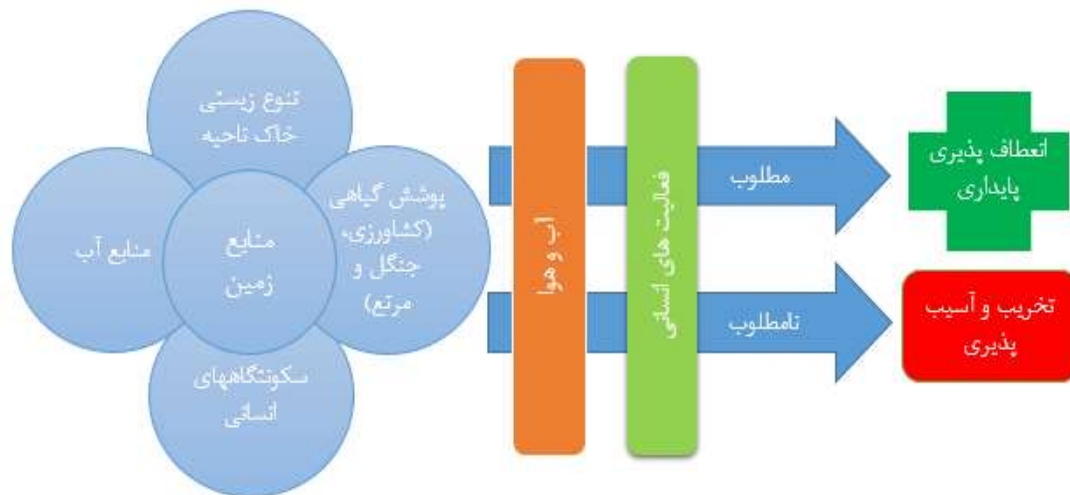 تنوع زیستی
خاک ناحیه
پوشش گیاهی
(کشاورزی،
جنگل و
مرتع)
منابع
زمین
منابع آب
سکونتگاههای
انسانی
آب و هوا
فعالیت های انسانی
مطلوب
نامطلوب
انعطاف پذیری
پایداری
تخریب و آسیب
پذیری